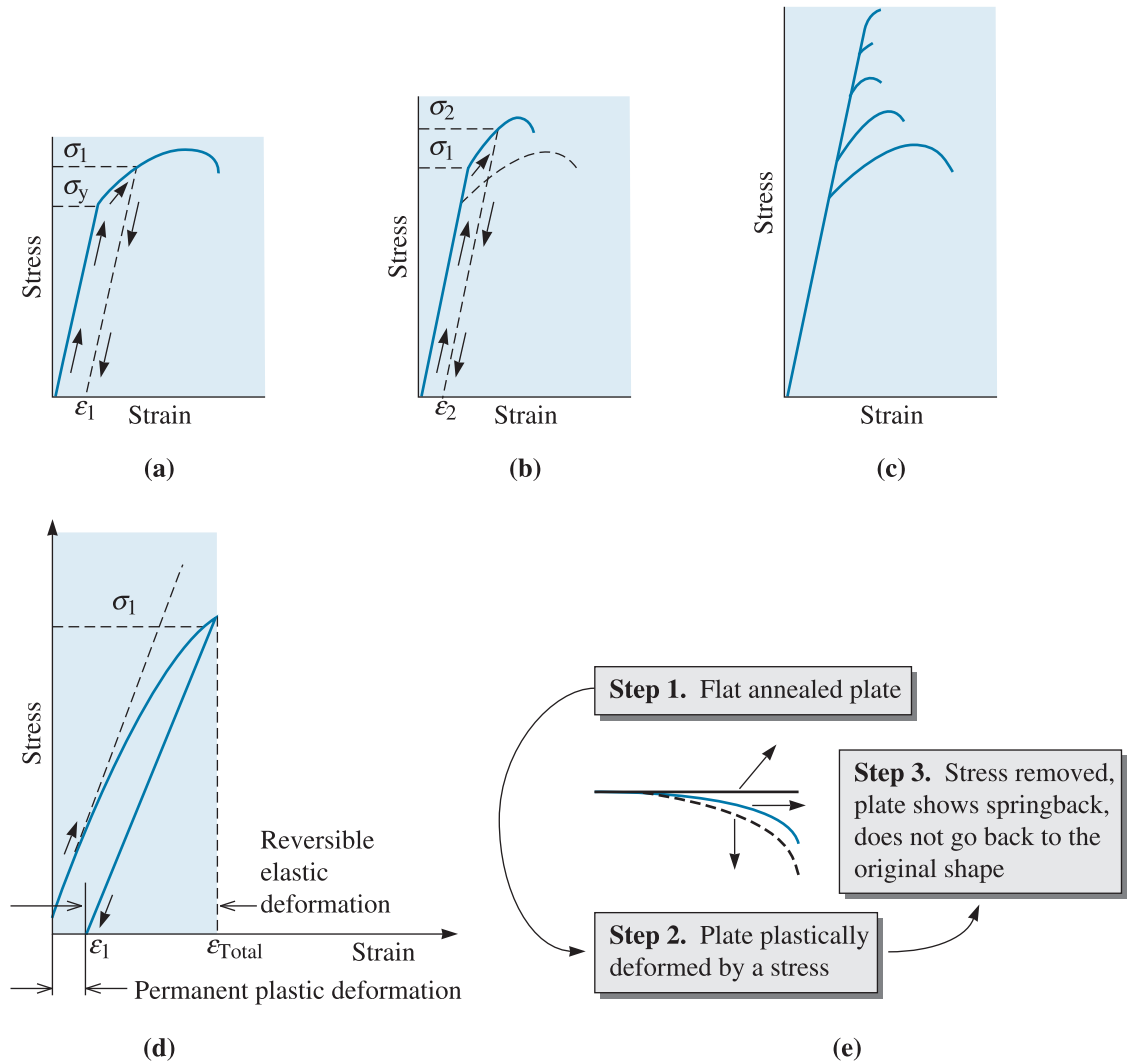 σ1
σy
Stress
ε1
Strain
(a)
σ2
σ1
Stress
ε2
Strain
(b)
Stress
Strain
(c)
σ1
Stress
Reversible
elastic
deformation
ε1
εTotal
Strain
Permanent plastic deformation
(d)
Step 1. Flat annealed plate
Step 3. Stress removed,
plate shows springback,
does not go back to the
original shape
Step 2. Plate plastically
deformed by a stress
(e)